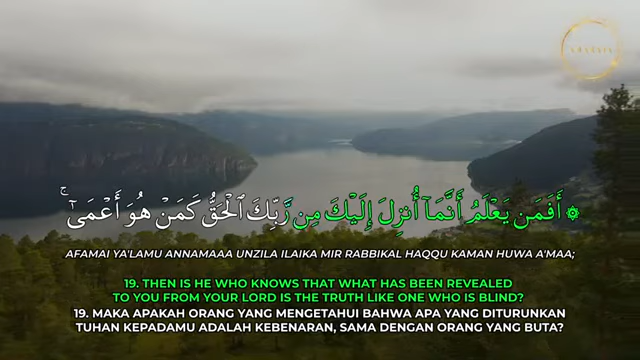 ۞ أَفَمَن يَعْلَمُ أَنَّمَآ أُنزِلَ إِلَيْكَ مِن رَّبِّكَ ٱلْحَقُّ كَمَنْ هُوَ أَعْمَىٰٓ ۚ
AFAMAI YA'LAMU ANNAMAAA UNZILA ILAIKA MIR RABBIKAL HAQQU KAMAN HUWA A'MAA;
19. THEN IS HE WHO KNOWS THAT WHAT HAS BEEN REVEALED
TO YOU FROM YOUR LORD IS THE TRUTH LIKE ONE WHO IS BLIND?
19. MAKA APAKAH ORANG YANG MENGETAHUI BAHWA APA YANG DITURUNKAN
TUHAN KEPADAMU ADALAH KEBENARAN, SAMA DENGAN ORANG YANG BUTA?